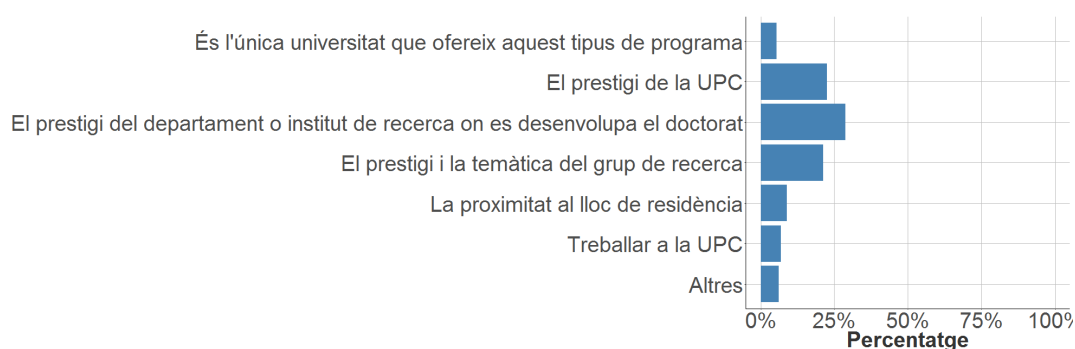 És l'única universitat que ofereix aquest tipus de programa
El prestigi de la UPC
El prestigi del departament o institut de recerca on es desenvolupa el doctorat
El prestigi i la temàtica del grup de recerca
La proximitat al lloc de residència
Treballar a la UPC
Altres
0% 25% 50% 75% 100%
Percentatge